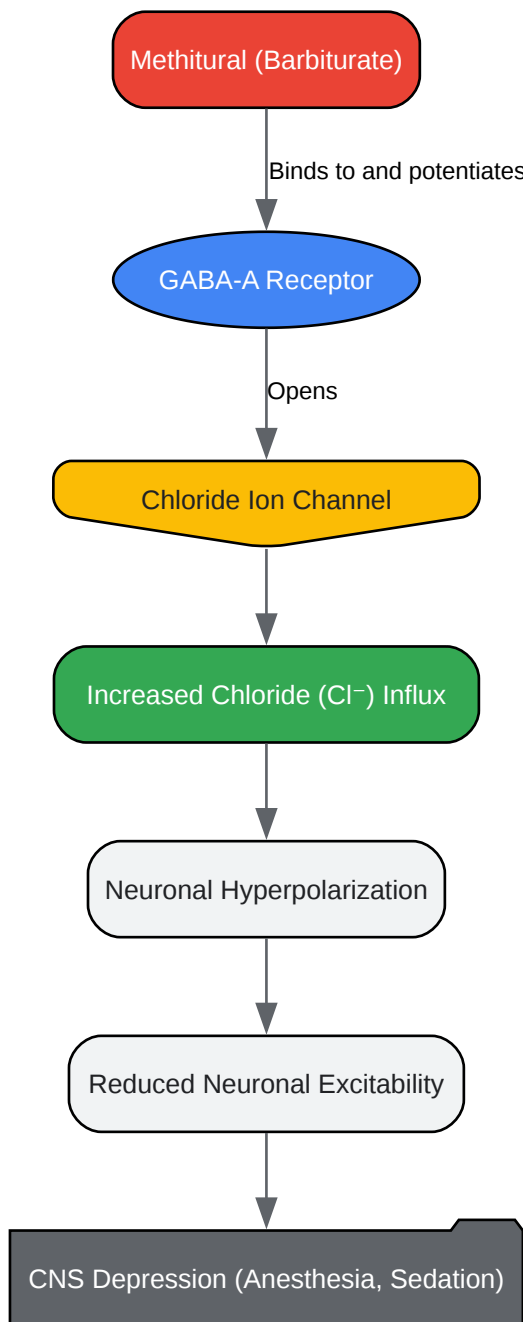 Methitural (Barbiturate)
Binds to and potentiates
GABA-A Receptor
Opens
Chloride Ion Channel
Increased Chloride (Cl⁻) Influx
Neuronal Hyperpolarization
Reduced Neuronal Excitability
CNS Depression (Anesthesia, Sedation)